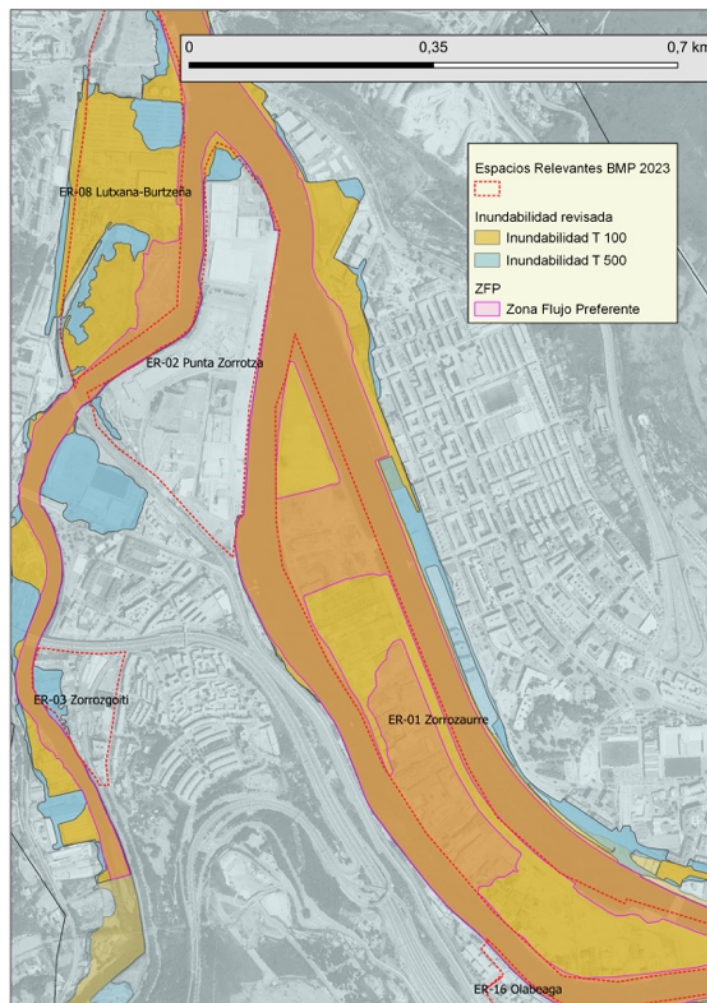 0 0,35 0,7 km
Espacios Relevantes BMP 2023
Inundabilidad revisada
Inundabilidad T 100
Inundabilidad T 500
ZFP
Zona Flujo Preferente
ER-08 Lutxana-Burtzeña
ER-02 Punta Zorrotza
ER-03 Zorrozgoiti
ER-01 Zorrozaurre
ER-16 Olabeaga